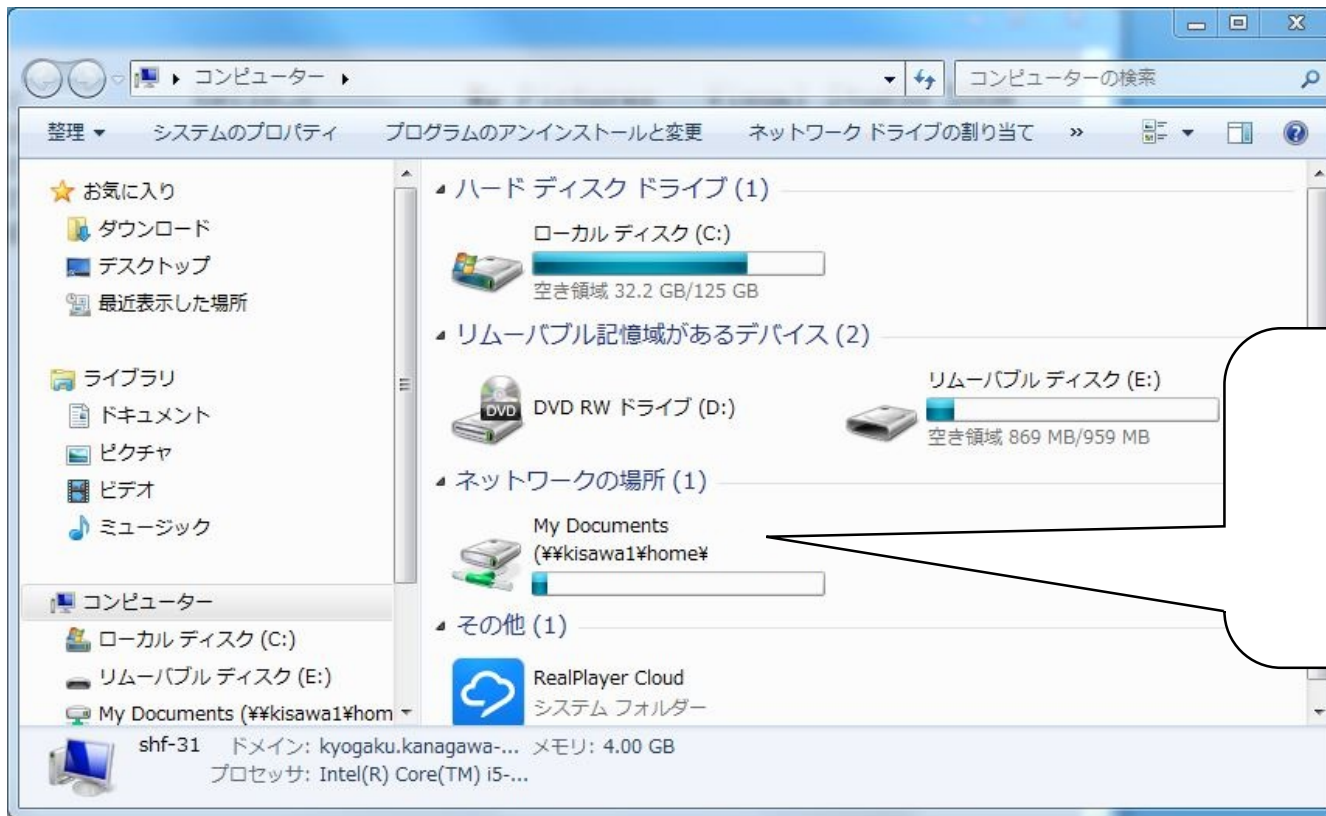 コンピューター
コンピューターの検索
整理
システムのプロパティ
プログラムのアンインストールと変更
ネットワーク ドライブの割り当て
»
お気に入り
ダウンロード
デスクトップ
最近表示した場所
ライブラリ
ドキュメント
ピクチャ
ビデオ
ミュージック
コンピューター
ローカル ディスク (C:)
リムーバブル ディスク (E:)
My Documents (¥¥kisawa1¥hom
ハード ディスク ドライブ (1)
ローカル ディスク (C:)
空き領域 32.2 GB/125 GB
リムーバブル記憶域があるデバイス (2)
DVD
DVD RW ドライブ (D:)
リムーバブル ディスク (E:)
空き領域 869 MB/959 MB
ネットワークの場所 (1)
My Documents
(¥¥kisawa1¥home¥
その他 (1)
RealPlayer Cloud
システム フォルダー
shf-31 ドメイン: kyogaku.kanagawa-... メモリ: 4.00 GB
プロセッサ: Intel(R) Core(TM) i5-...